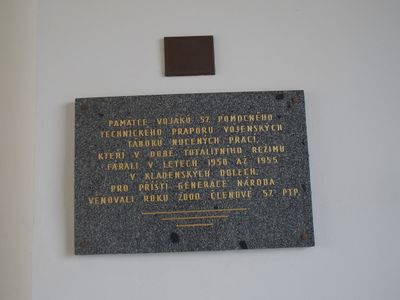 PAMÁTCE VOJÁKŮ 57. POMOCNÉHO
TECHNICKÉHO PRAPORU VOJENSKÝCH
TÁBORŮ NUCENÝCH PRACÍ,
KTEŘÍ V DOBĚ TOTALITNÍHO REŽIMU
FÁRALI V LETECH 1950 AŽ 1955
V KLADENSKÝCH DOLECH.
PRO PŘÍŠTÍ GENERACE NÁRODA
VĚNOVALI ROKU 2000 ČLENOVÉ 57. PTP.